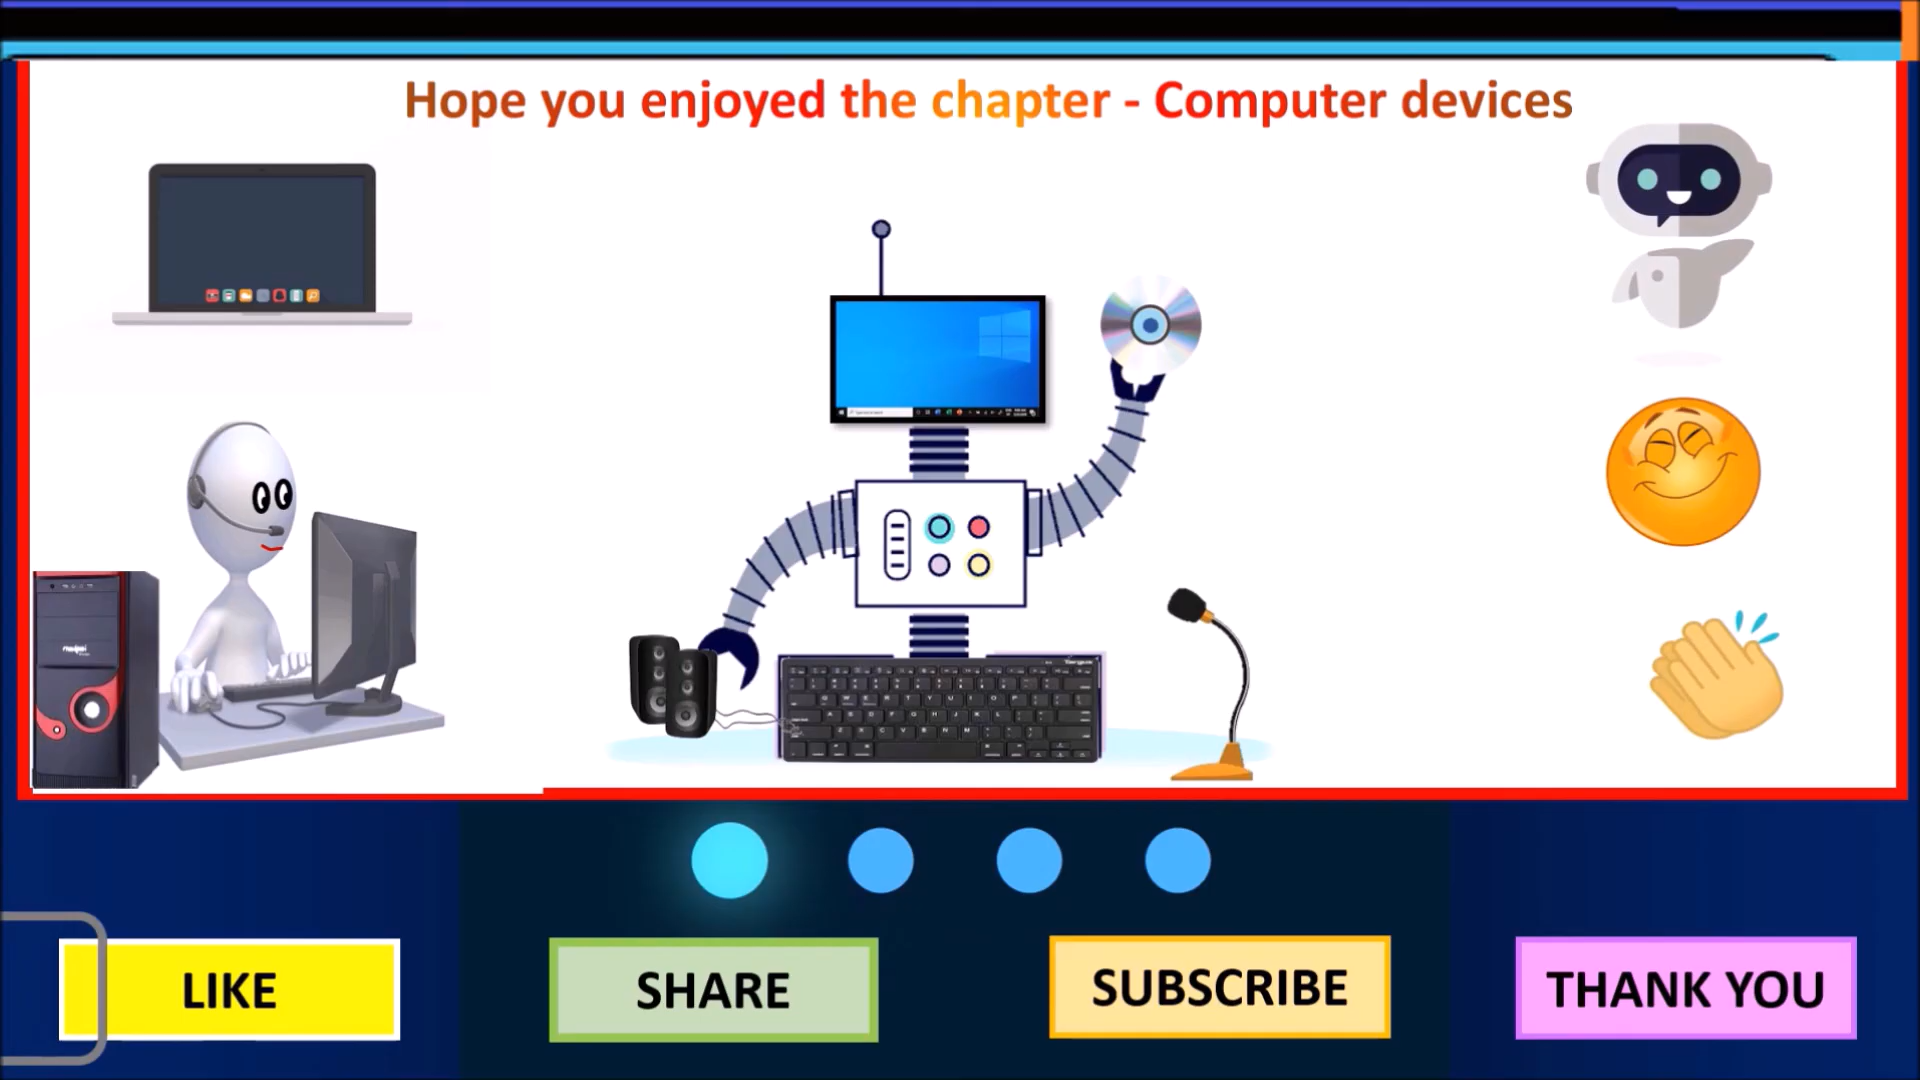 Hope you enjoyed the chapter - Computer devices
LIKE
SHARE
SUBSCRIBE
THANK YOU